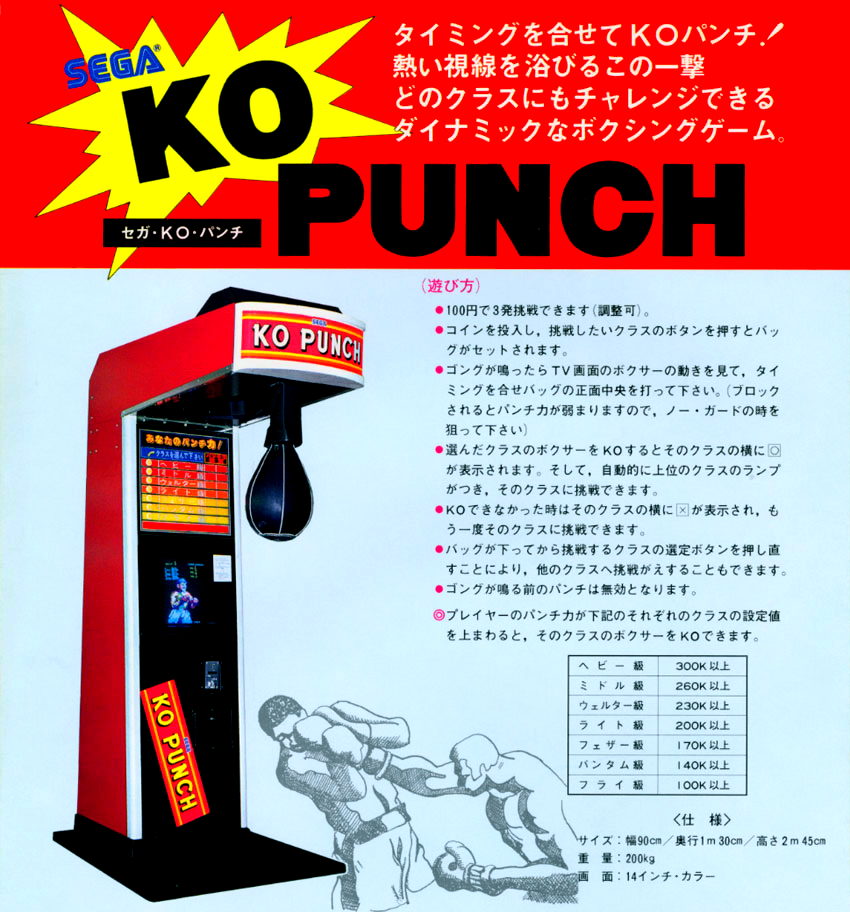 SEGA®
KO
PUNCH
セガ・KO・パンチ
タイミングを合せてKOパンチ!
熱い視線を浴びるこの一撃
どのクラスにもチャレンジできる
ダイナミックなボクシングゲーム。
(遊び方)
●100円で3発挑戦できます(調整可)。
●コインを投入し,挑戦したいクラスのボタンを押すとバッ
グがセットされます。
●ゴングが鳴ったらTV画面のボクサーの動きを見て,タイ
ミングを合せバッグの正面中央を打って下さい。(ブロック
されるとパンチ力が弱まりますので,ノー・ガードの時を
狙って下さい)
●選んだクラスのボクサーをKOするとそのクラスの横に○
が表示されます。そして,自動的に上位のクラスのランプ
がつき,そのクラスに挑戦できます。
●KOできなかった時はそのクラスの横に×が表示され,も
う一度そのクラスに挑戦できます。
●バッグが下ってから挑戦するクラスの選定ボタンを押し直
すことにより,他のクラスへ挑戦がえすることもできます。
●ゴングが鳴る前のパンチは無効となります。
◎プレイヤーのパンチ力が下記のそれぞれのクラスの設定値
を上まわると,そのクラスのボクサーをKOできます。
ヘビー級 300K以上
ミドル級 260K以上
ウェルター級 230K以上
ライト級 200K以上
フェザー級 170K以上
バンタム級 140K以上
フライ級 100K以上
〈仕様〉
サイズ:幅90cm/奥行1m30cm/高さ2m45cm
重量:200kg
画面:14インチ・カラー
SEGA
KO PUNCH
あなたのパンチ力!
クラスを選んで下さい
ヘビー級
ミドル級
ウェルター級
ライト級
SEGA
KO PUNCH